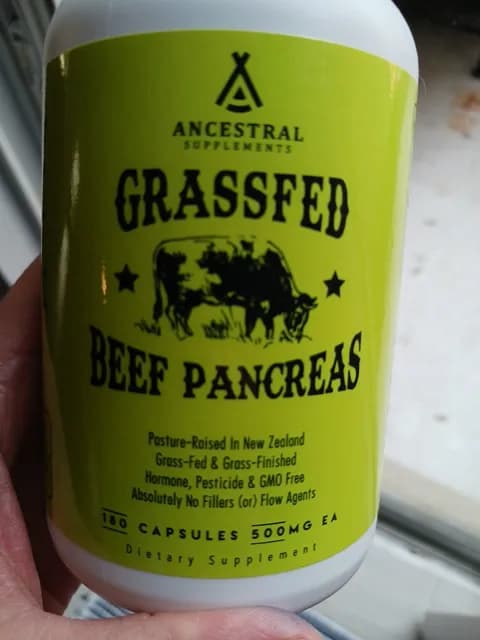 ANCESTRAL
SUPPLEMENTS
GRASSFED
BEEF PANCREAS
Pasture-Raised In New Zealand
Grass-Fed & Grass-Finished
Hormone, Pesticide & GMO Free
Absolutely No Fillers (or) Flow Agents
180 CAPSULES 500MG EA
Dietary Supplement